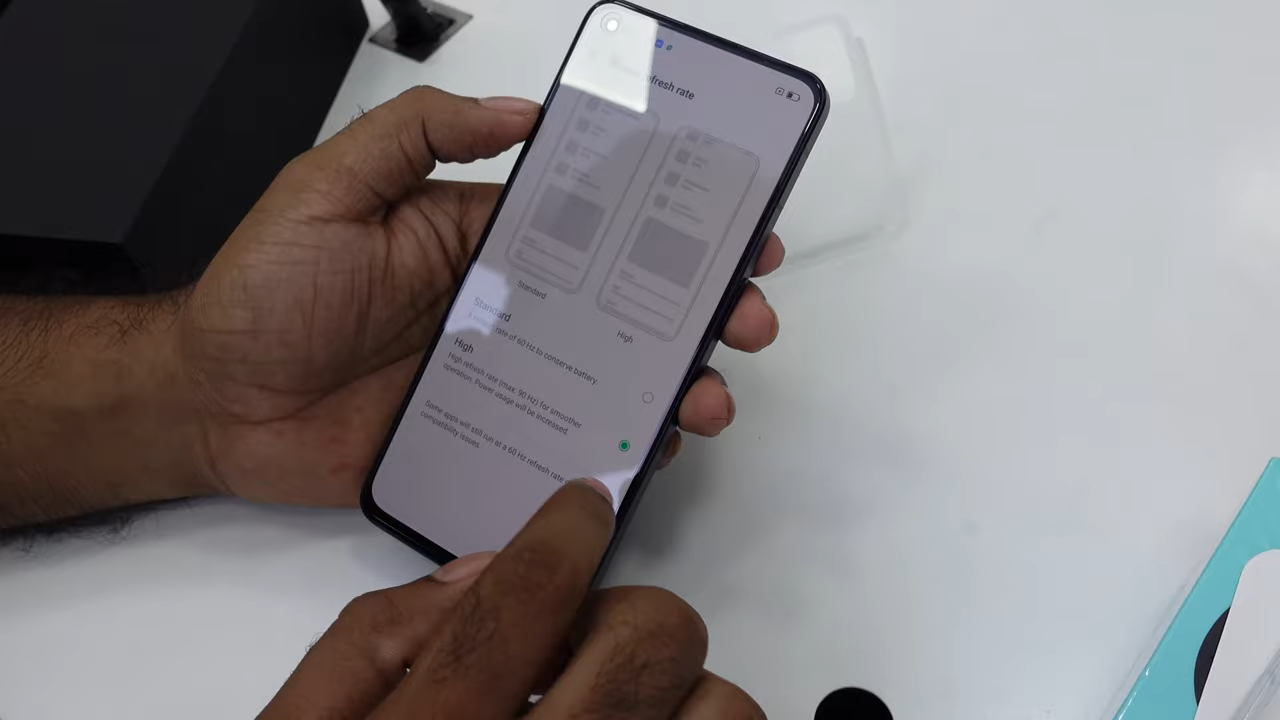 refresh rate
Standard
High
Standard
rate of 60 Hz to conserve battery.
High
High refresh rate (max: 90 Hz) for smoother
operation. Power usage will be increased.
Some apps will still run at a 60 Hz refresh rate
compatibility issues.